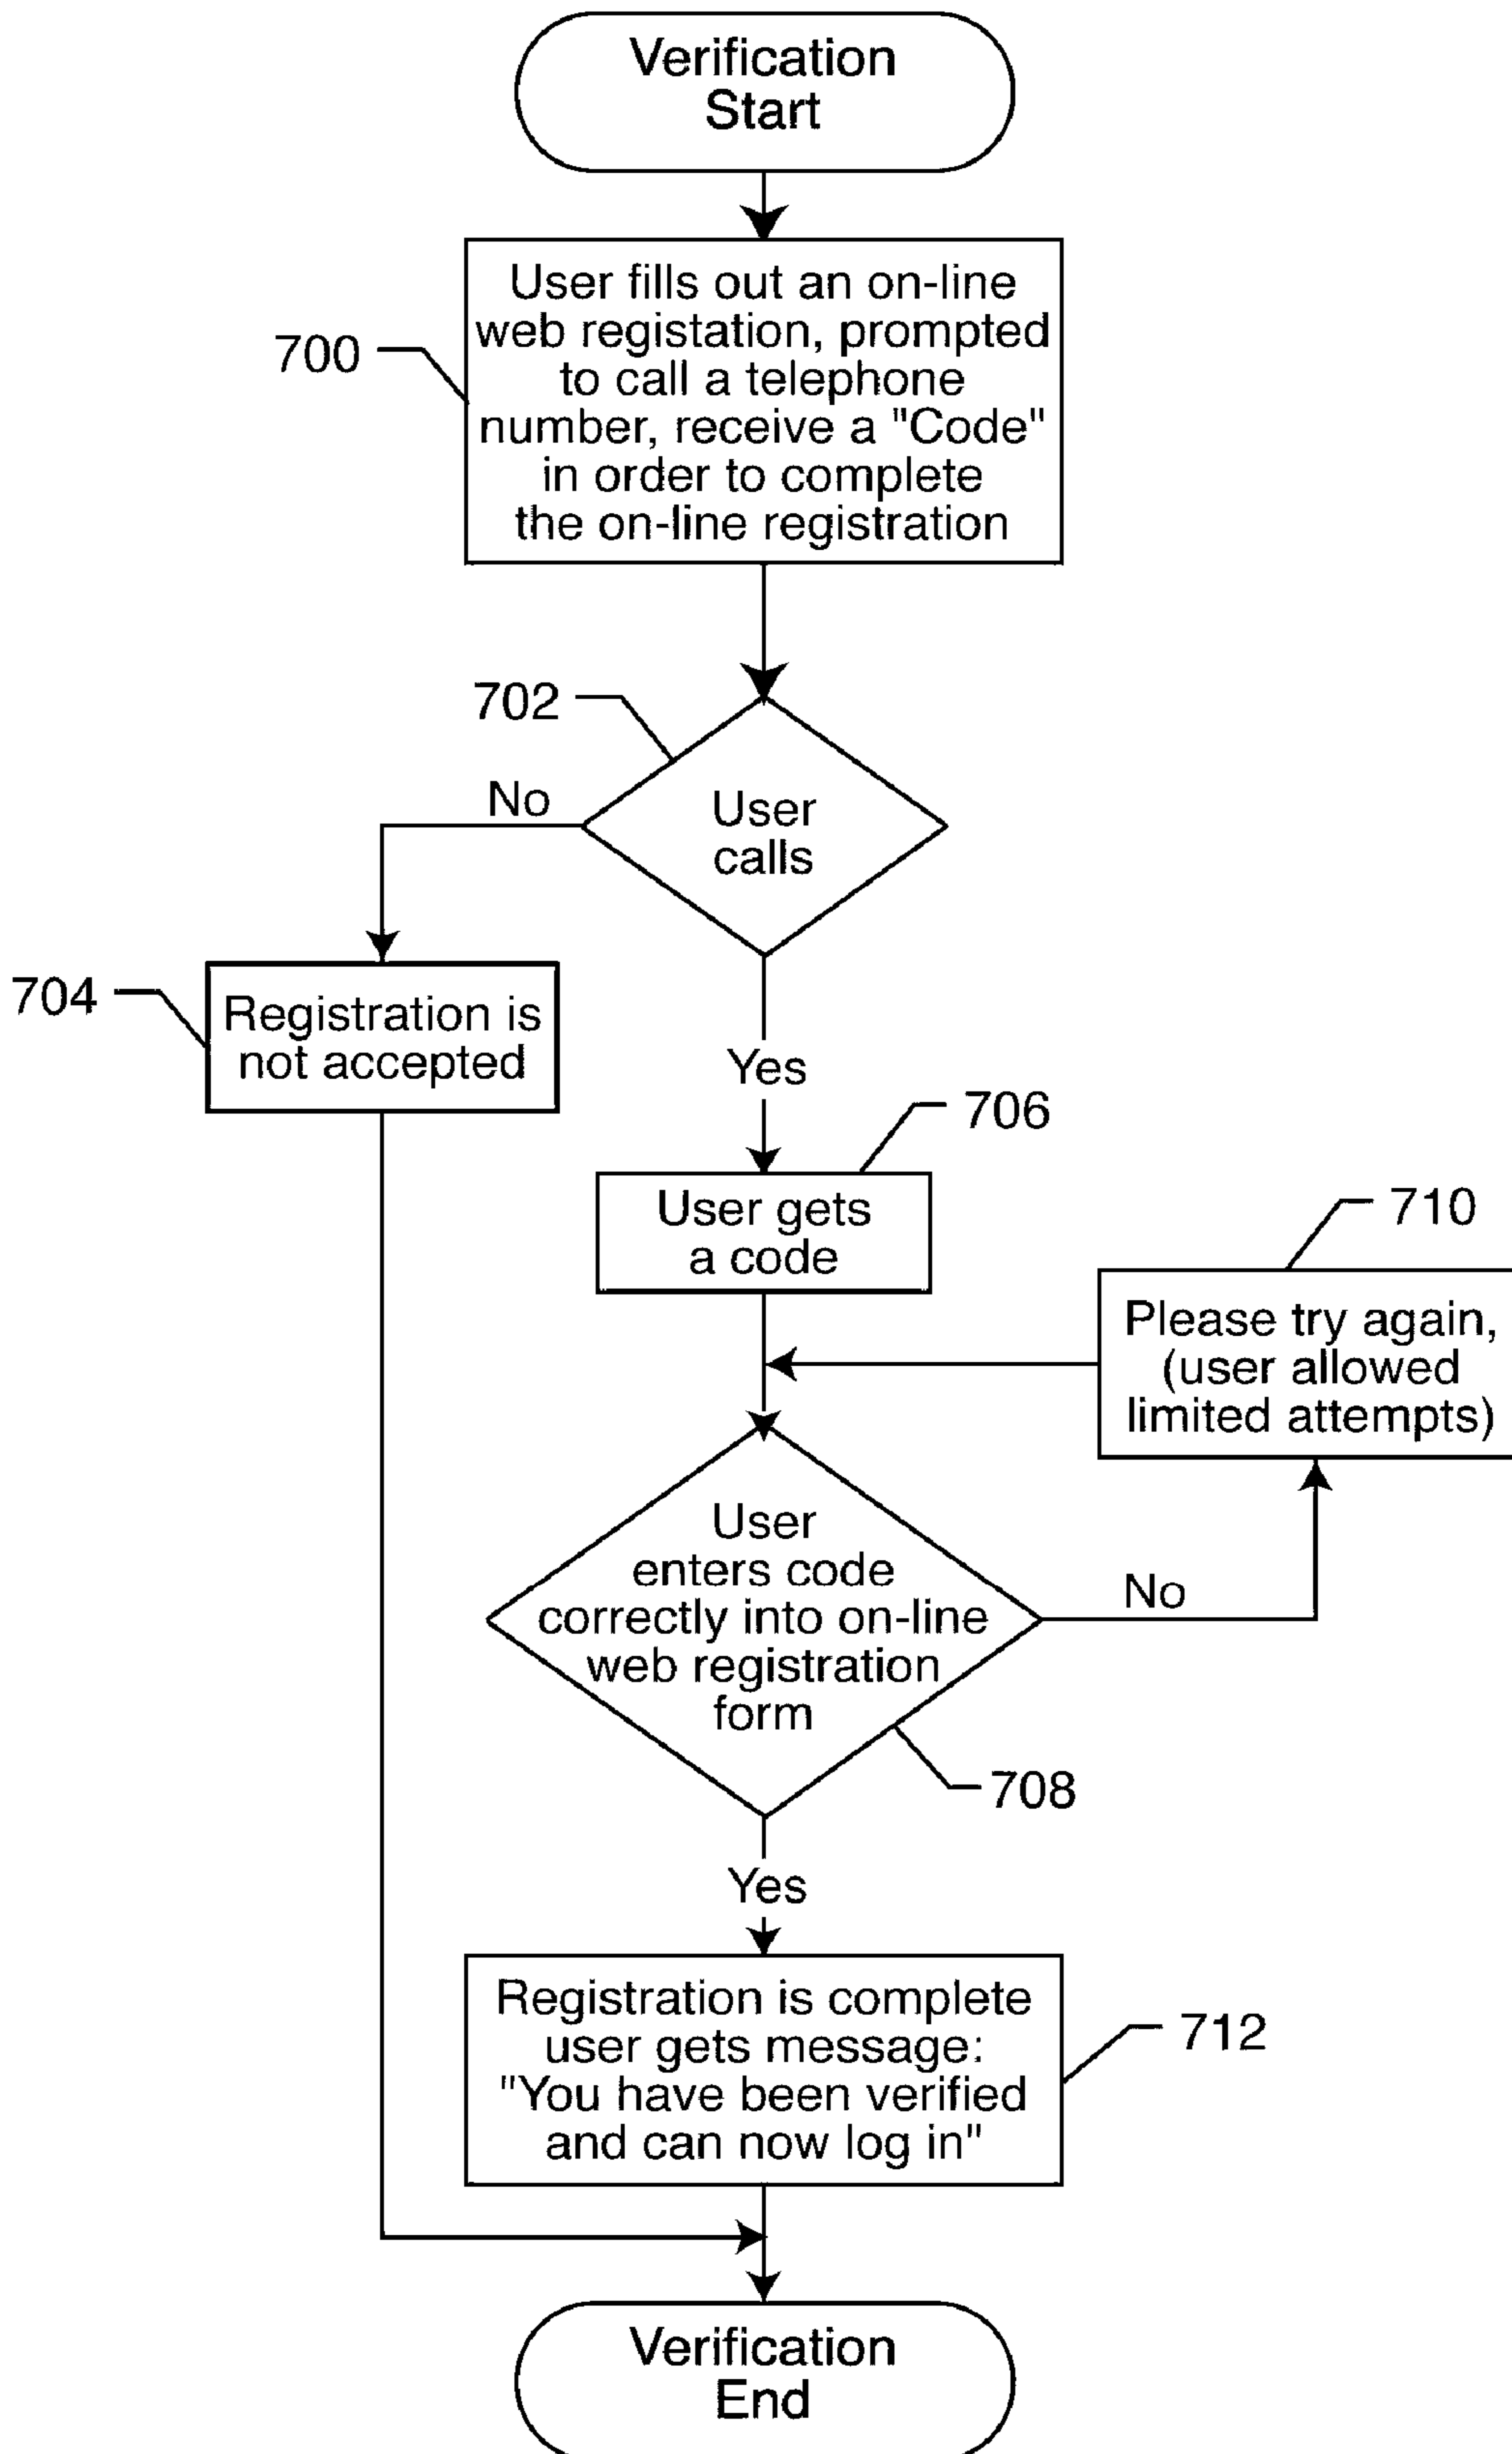 Verification
Start
User fills out an on-line
web registation, prompted
to call a telephone
number, receive a "Code"
in order to complete
the on-line registration
700
702
No
User
calls
704
Registration is
not accepted
Yes
706
User gets
a code
710
Please try again,
(user allowed
limited attempts)
User
enters code
correctly into on-line
web registration
form
No
708
Yes
Registration is complete
user gets message:
"You have been verified
and can now log in"
712
Verification
End